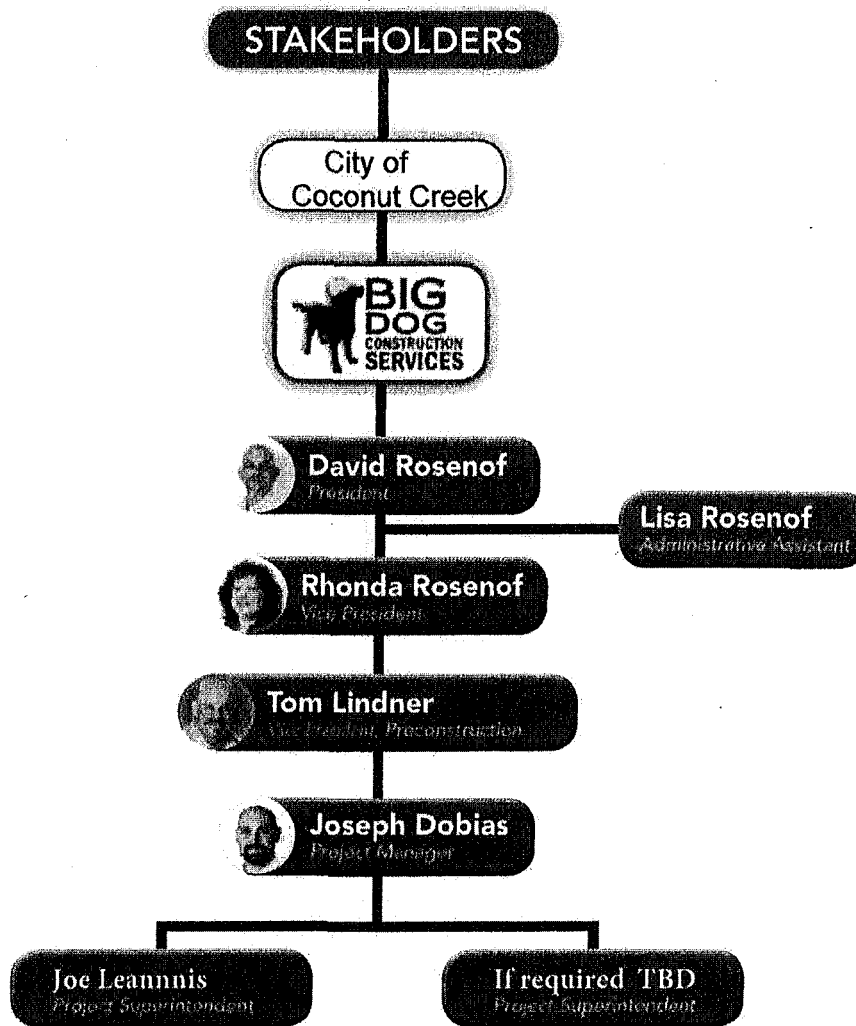 STAKEHOLDERS
City of
Coconut Creek
BIG
DOG
CONSTRUCTION
SERVICES
David Rosenof
President
Lisa Rosenof
Administrative Assistant
Rhonda Rosenof
Vice President
Tom Lindner
Vice President, Preconstruction
Joseph Dobias
Project Manager
Joe Leannnis
Project Superintendent
If required TBD
Project Superintendent